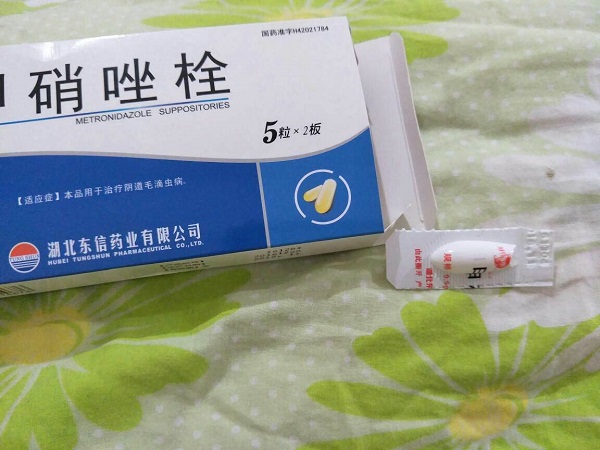 国药准字H42021784
硝唑栓
METRONIDAZOLE SUPPOSITORIES
5粒×2板
【适应症】本品用于治疗阴道毛滴虫病.
TUNG SHUN
湖北东信药业有限公司
HUBEI TUNGSHUN PHARMACEUTICAL CO.,LTD.